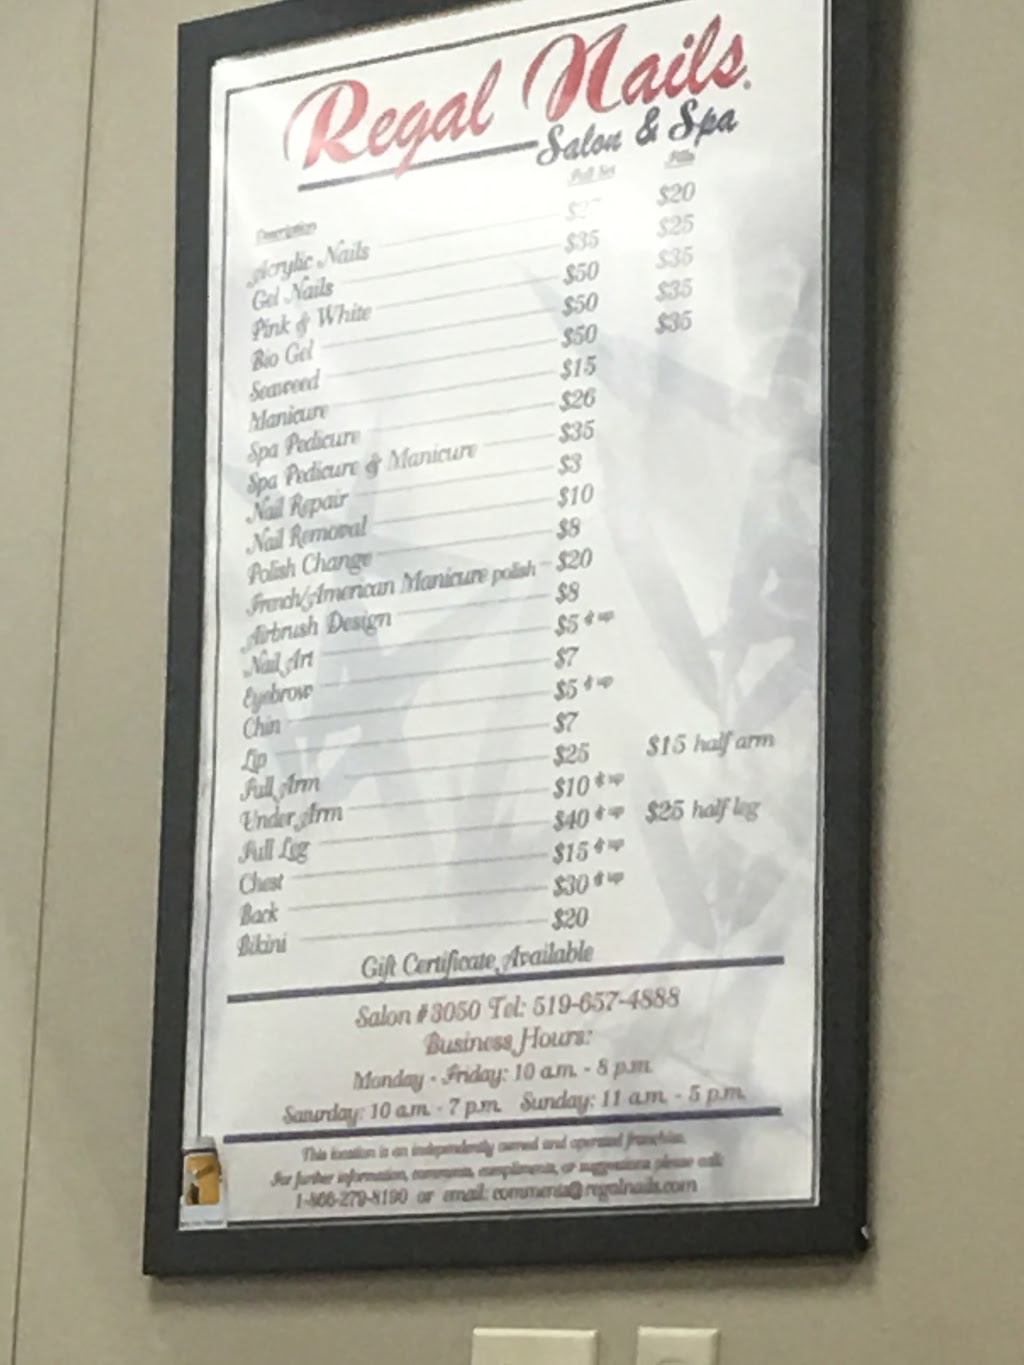 Regal Nails
Salon & Spa
Description Full Set Fills
Acrylic Nails $20
Gel Nails $35 $25
Pink & White $50 $35
Bio Gel $50 $35
Seaweed $50 $35
Manicure $15
Spa Pedicure $26
Spa Pedicure & Manicure $35
Nail Repair $3
Nail Removal $10
Polish Change $8
French/American Manicure polish $20
Airbrush Design $8
Nail Art $5 & up
Eyebrow $7
Chin $5 & up
Lip $7
Full Arm $25 $15 half arm
Under Arm $10 & up
Full Leg $40 & up $25 half leg
Chest $15 & up
Back $30 & up
Bikini $20
Gift Certificate Available
Salon #3050 Tel: 519-657-4888
Business Hours:
Monday - Friday: 10 a.m. - 8 p.m.
Saturday: 10 a.m. - 7 p.m. Sunday: 11 a.m. - 5 p.m.
This location is an independently owned and operated franchise.
For further information, comments, compliments, or suggestions please call:
1-866-279-8190 or email: comments@regalnails.com